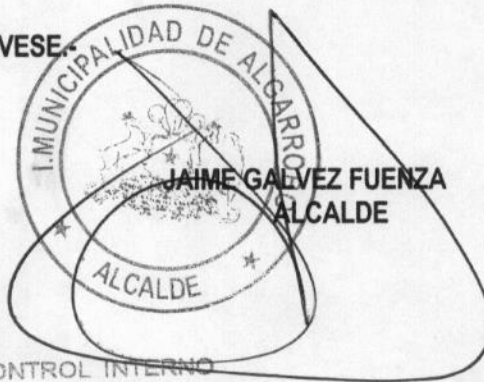 VESE.-
I. MUNICIPALIDAD DE ALGARROBO
JAIME GALVEZ FUENZA
ALCALDE
ALCALDE
CONTROL INTERNO